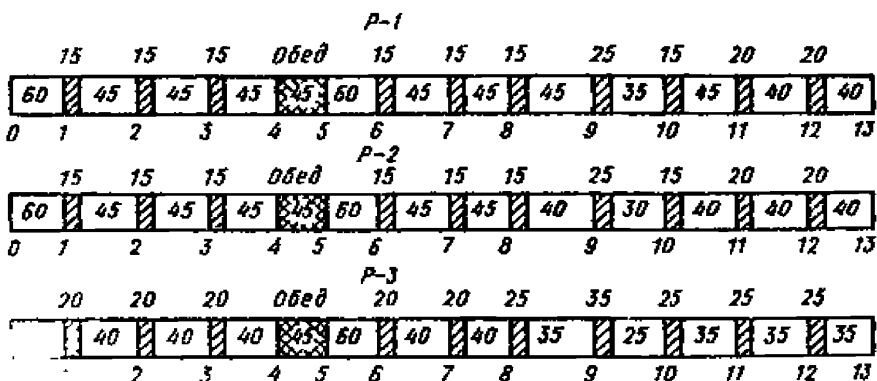 P-1
15 15 15 Обед 15 15 15 25 15 20 20
60 45 45 45 45 60 45 45 45 35 45 40 40
0 1 2 3 4 5 6 7 8 9 10 11 12 13
P-2
15 15 15 Обед 15 15 15 25 15 20 20
60 45 45 45 45 60 45 45 40 30 40 40 40
0 1 2 3 4 5 6 7 8 9 10 11 12 13
P-3
20 20 20 Обед 20 20 25 35 25 25 25
40 40 40 45 60 40 40 35 25 35 35 35
2 3 4 5 6 7 8 9 10 11 12 13